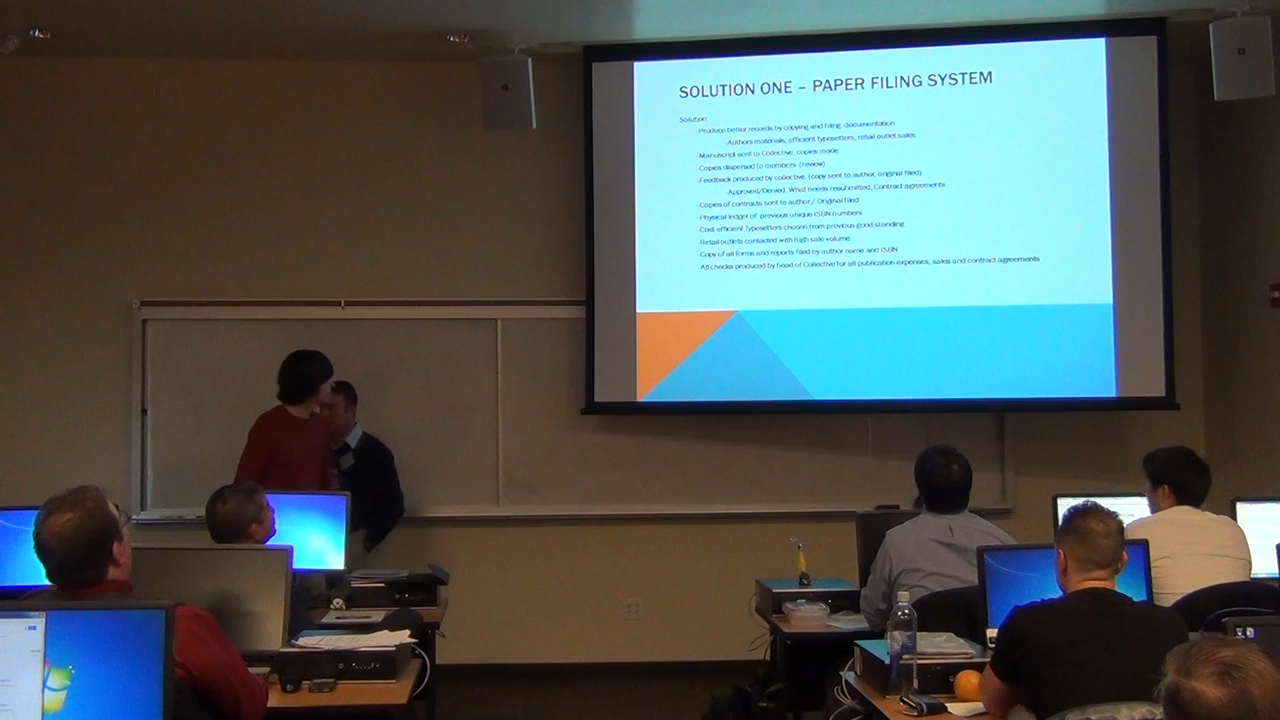 SOLUTION ONE – PAPER FILING SYSTEM
Solution:
-Produce better records by copying and filing documentation
-Authors materials, efficient typesetters, retail outlet sales
-Manuscript sent to Collective, copies made
-Copies dispersed to members (review)
-Feedback produced by collective. (copy sent to author, original filed)
-Approved/Denied, What needs resubmitted, Contract agreements
-Copies of contracts sent to author / Original filed
-Physical ledger of previous unique ISBN numbers
-Cost efficient Typesetters chosen from previous good standing
-Retail outlets contacted with high sale volume
-Copy of all forms and reports filed by author name and ISBN.
-All checks produced by head of Collective for all publication expenses, sales and contract agreements